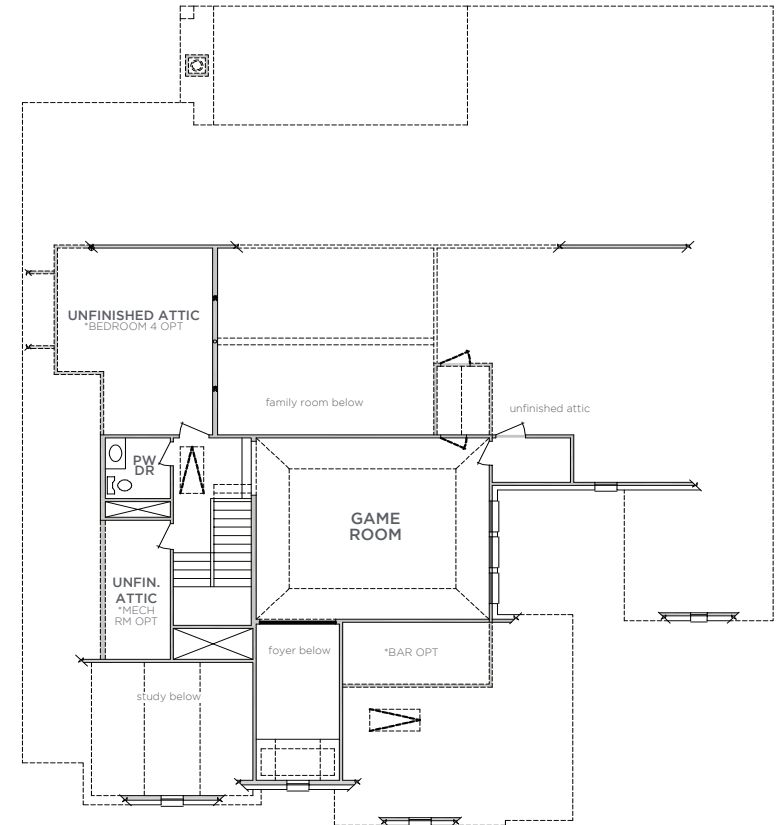 UNFINISHED ATTIC
*BEDROOM 4 OPT
family room below
unfinished attic
PW
DR
GAME
ROOM
UNFIN.
ATTIC
*MECH
RM OPT
foyer below
*BAR OPT
study below